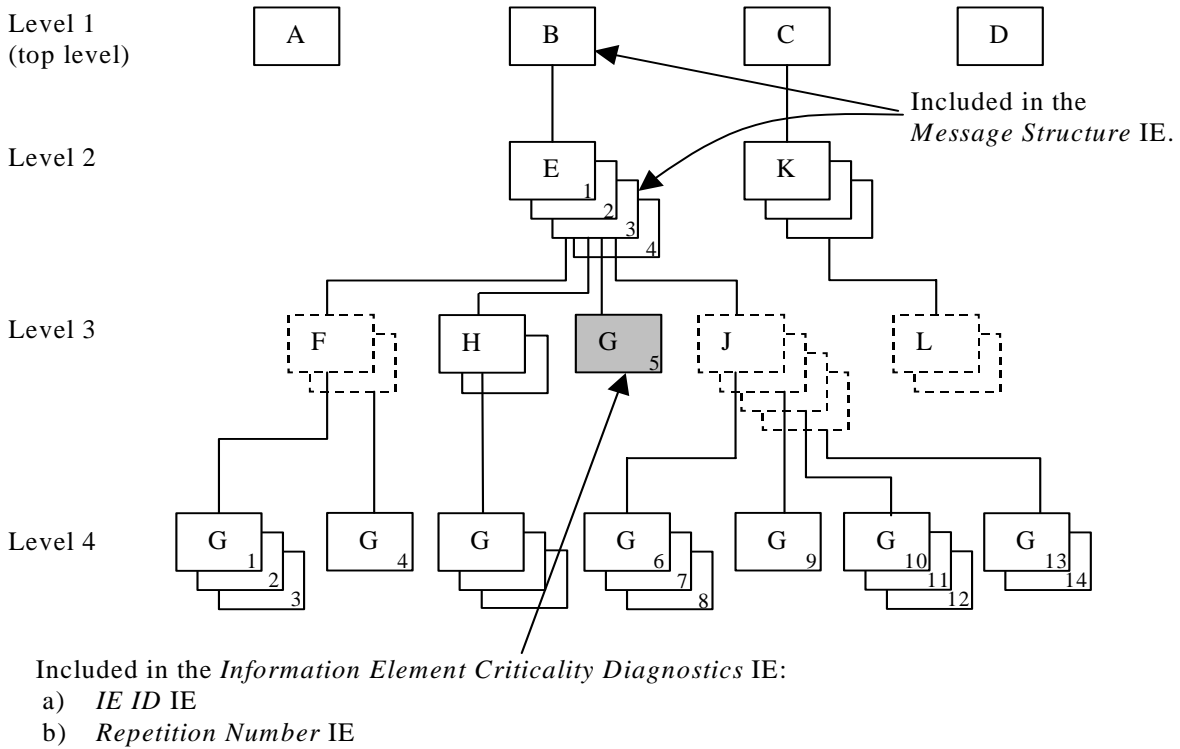 Level 1
(top level)
A
B
C
D
Included in the
Message Structure IE.
Level 2
E
1
2
3
4
K
Level 3
F
H
G
5
J
L
Level 4
G
1
2
3
G
4
G
G
6
7
8
G
9
G
10
11
12
G
13
14
Included in the Information Element Criticality Diagnostics IE:
a) IE ID IE
b) Repetition Number IE